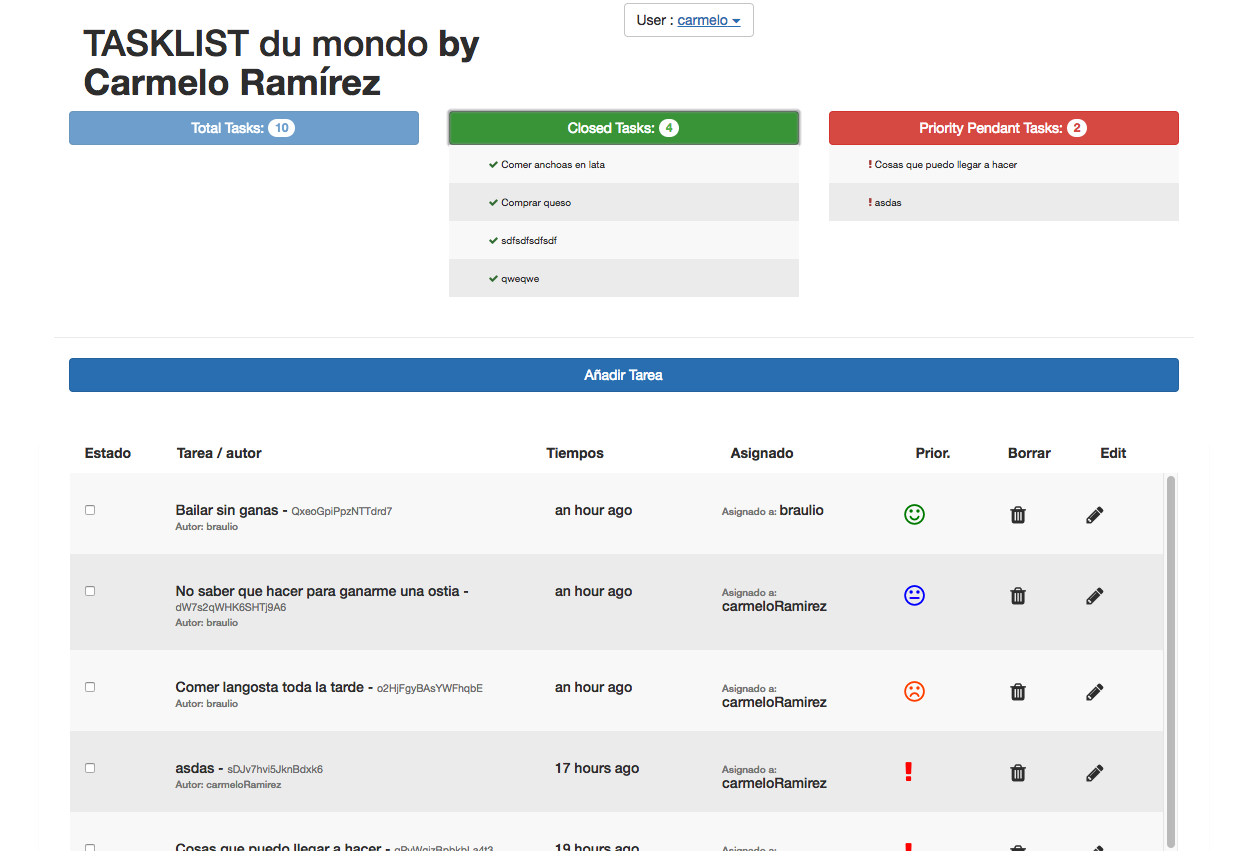 User : carmelo
TASKLIST du mondo by
Carmelo Ramírez
Total Tasks: 10
Closed Tasks: 4
Priority Pendant Tasks: 2
Comer anchoas en lata
Comprar queso
sdfsdfsdfsdf
qweqwe
Cosas que puedo llegar a hacer
asdas
Añadir Tarea
Estado Tarea / autor Tiempos Asignado Prior. Borrar Edit
Bailar sin ganas - QxeoGpiPpzNTTdrd7 an hour ago Asignado a: braulio
Autor: braulio
No saber que hacer para ganarme una ostia - an hour ago Asignado a:
dW7s2qWHK6SHTj9A6 carmeloRamirez
Autor: braulio
Comer langosta toda la tarde - o2HjFgyBAsYWFhqbE an hour ago Asignado a:
Autor: braulio carmeloRamirez
asdas - sDJv7hvi5JknBdxk6 17 hours ago Asignado a:
Autor: carmeloRamirez carmeloRamirez
Cosas que puedo llegar a hacer - 19 hours ago Asignado a: